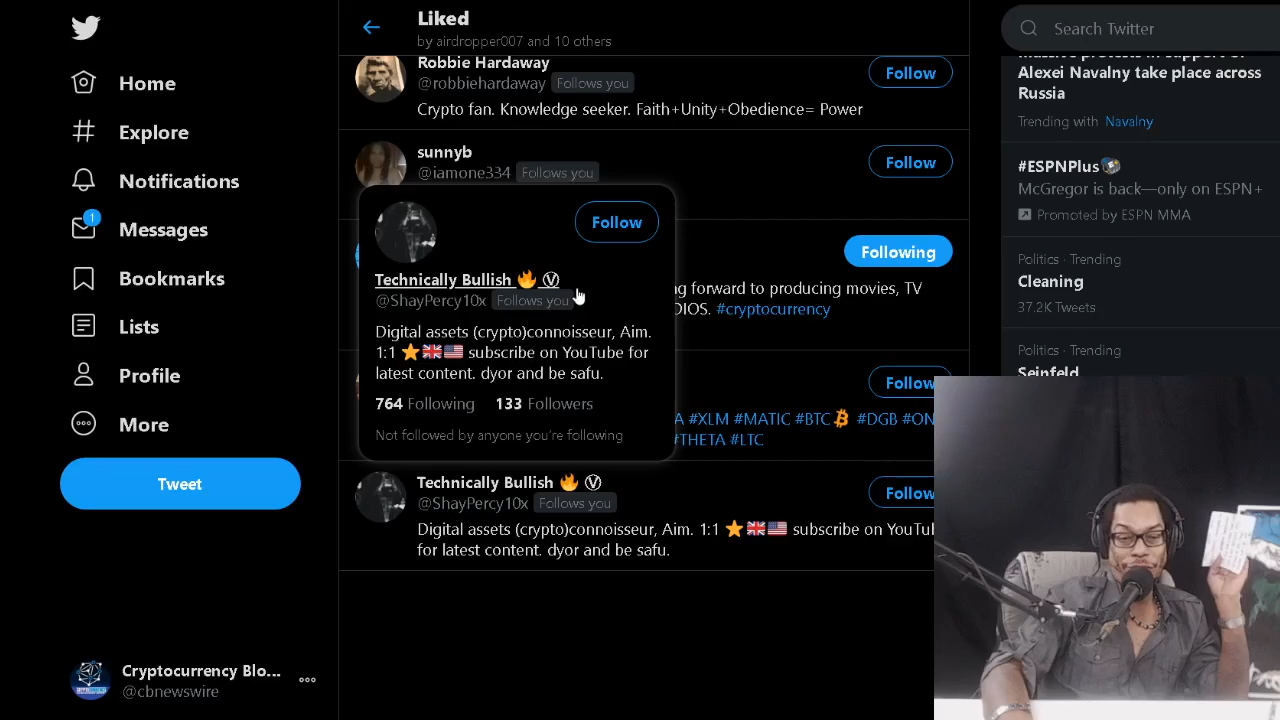 Home
Explore
Notifications
1
Messages
Bookmarks
Lists
Profile
More
Tweet
Cryptocurrency Blo...
@cbnewswire
Liked
by airdropper007 and 10 others
Robbie Hardaway
@robbiehardaway Follows you
Follow
Crypto fan. Knowledge seeker. Faith+Unity+Obedience= Power
sunnyb
@iamone334 Follows you
Follow
Follow
Technically Bullish 🔥 Ⓥ
@ShayPercy10x Follows you
Digital assets (crypto)connoisseur, Aim.
1:1 ⭐🇬🇧🇺🇸 subscribe on YouTube for
latest content. dyor and be safu.
764 Following 133 Followers
Not followed by anyone you're following
Following
ng forward to producing movies, TV
DIOS. #cryptocurrency
Follow
A #XLM #MATIC #BTC #DGB #ON
#THETA #LTC
Technically Bullish 🔥 Ⓥ
@ShayPercy10x Follows you
Follow
Digital assets (crypto)connoisseur, Aim. 1:1 ⭐🇬🇧🇺🇸 subscribe on YouTub
for latest content. dyor and be safu.
Search Twitter
Massive protests in support of
Alexei Navalny take place across
Russia
Trending with Navalny
#ESPNPlus
McGregor is back—only on ESPN+
Promoted by ESPN MMA
Politics · Trending
Cleaning
37.2K Tweets
Politics · Trending
Seinfeld